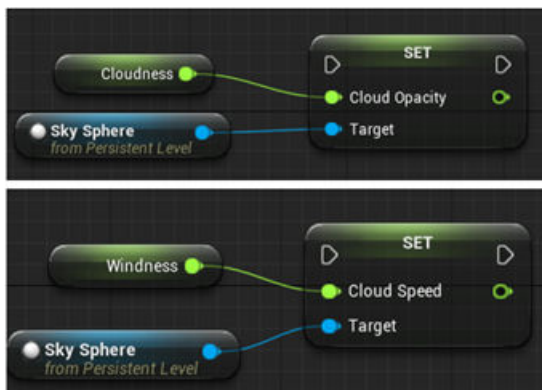 SET
Cloudness
Cloud Opacity
Sky Sphere
from Persistent Level
Target
SET
Windness
Cloud Speed
Target
Sky Sphere
from Persistent Level